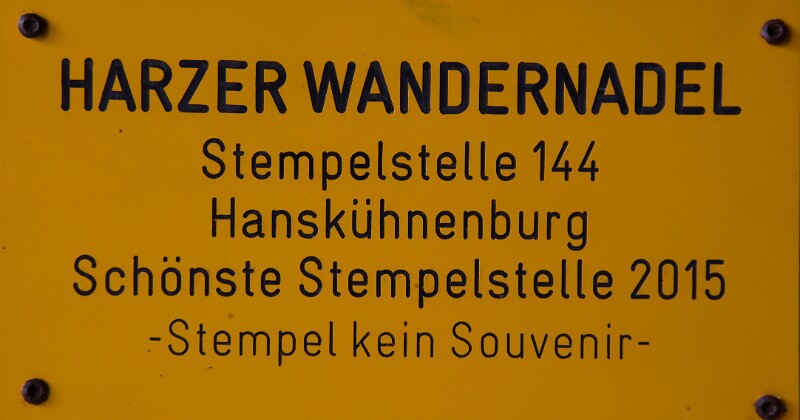 HARZER WANDERNADEL
Stempelstelle 144
Hanskühnenburg
Schönste Stempelstelle 2015
-Stempel kein Souvenir-